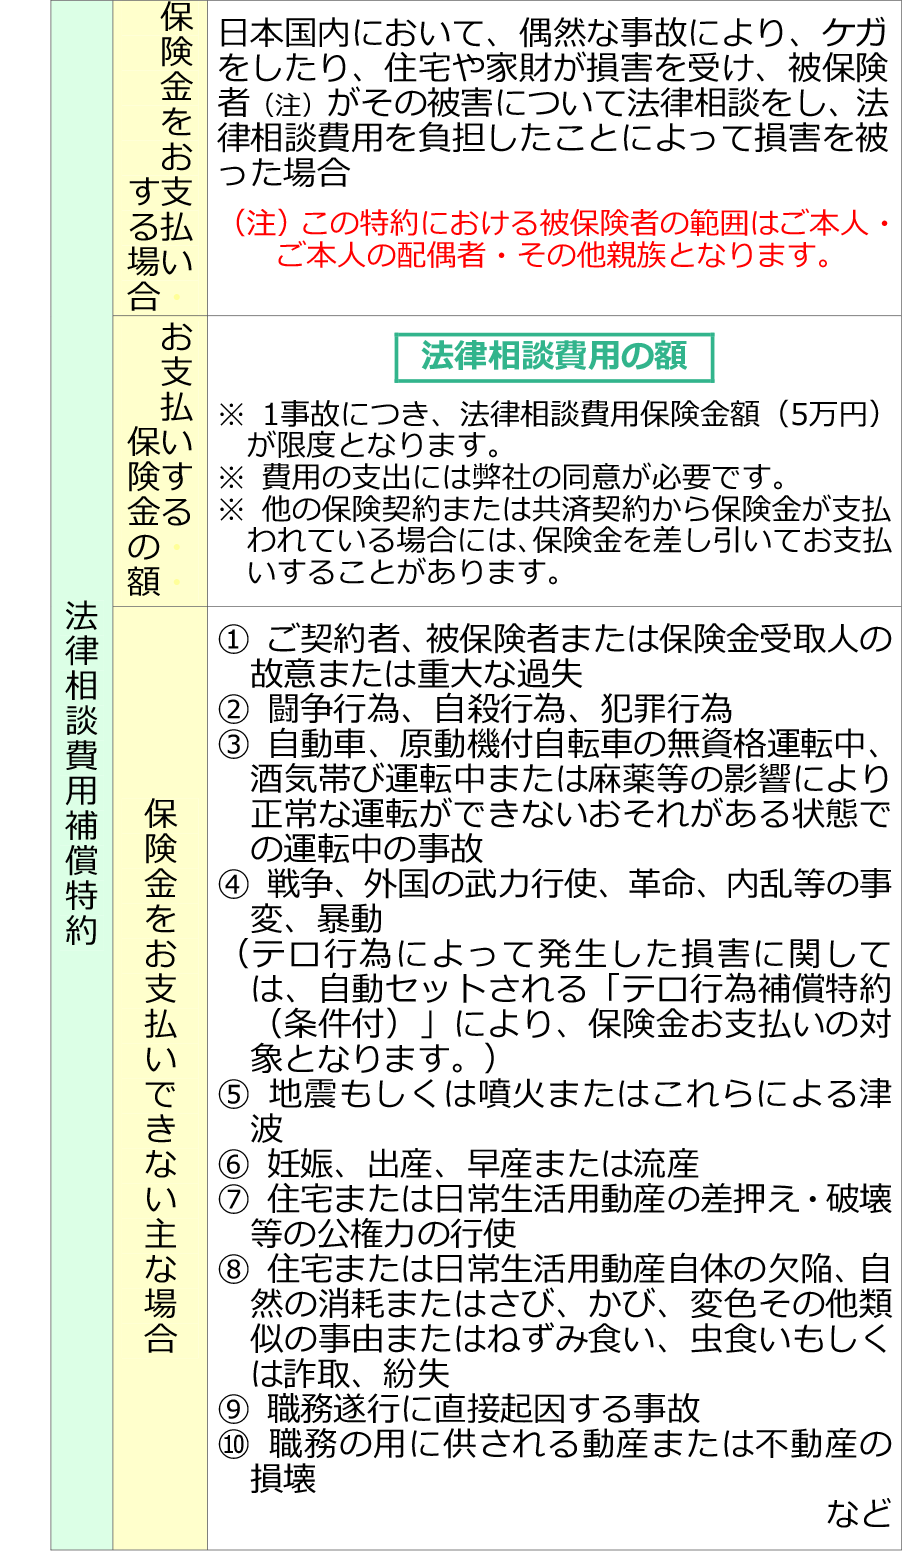 法律相談費用補償特約
保険金をお支払い
する場合
日本国内において、偶然な事故により、ケガ
をしたり、住宅や家財が損害を受け、被保険
者（注）がその被害について法律相談をし、法
律相談費用を負担したことによって損害を被
った場合
（注）この特約における被保険者の範囲はご本人・
ご本人の配偶者・その他親族となります。
お支払いする
保険金の額
法律相談費用の額
※ 1事故につき、法律相談費用保険金額（5万円）
が限度となります。
※ 費用の支出には弊社の同意が必要です。
※ 他の保険契約または共済契約から保険金が支払
われている場合には、保険金を差し引いてお支払
いすることがあります。
保険金をお支払いできない主な場合
① ご契約者、被保険者または保険金受取人の
故意または重大な過失
② 闘争行為、自殺行為、犯罪行為
③ 自動車、原動機付自転車の無資格運転中、
酒気帯び運転中または麻薬等の影響により
正常な運転ができないおそれがある状態で
の運転中の事故
④ 戦争、外国の武力行使、革命、内乱等の事
変、暴動
（テロ行為によって発生した損害に関して
は、自動セットされる「テロ行為補償特約
（条件付）」により、保険金お支払いの対
象となります。）
⑤ 地震もしくは噴火またはこれらによる津
波
⑥ 妊娠、出産、早産または流産
⑦ 住宅または日常生活用動産の差押え・破壊
等の公権力の行使
⑧ 住宅または日常生活用動産自体の欠陥、自
然の消耗またはさび、かび、変色その他類
似の事由またはねずみ食い、虫食いもしく
は詐取、紛失
⑨ 職務遂行に直接起因する事故
⑩ 職務の用に供される動産または不動産の
損壊
など